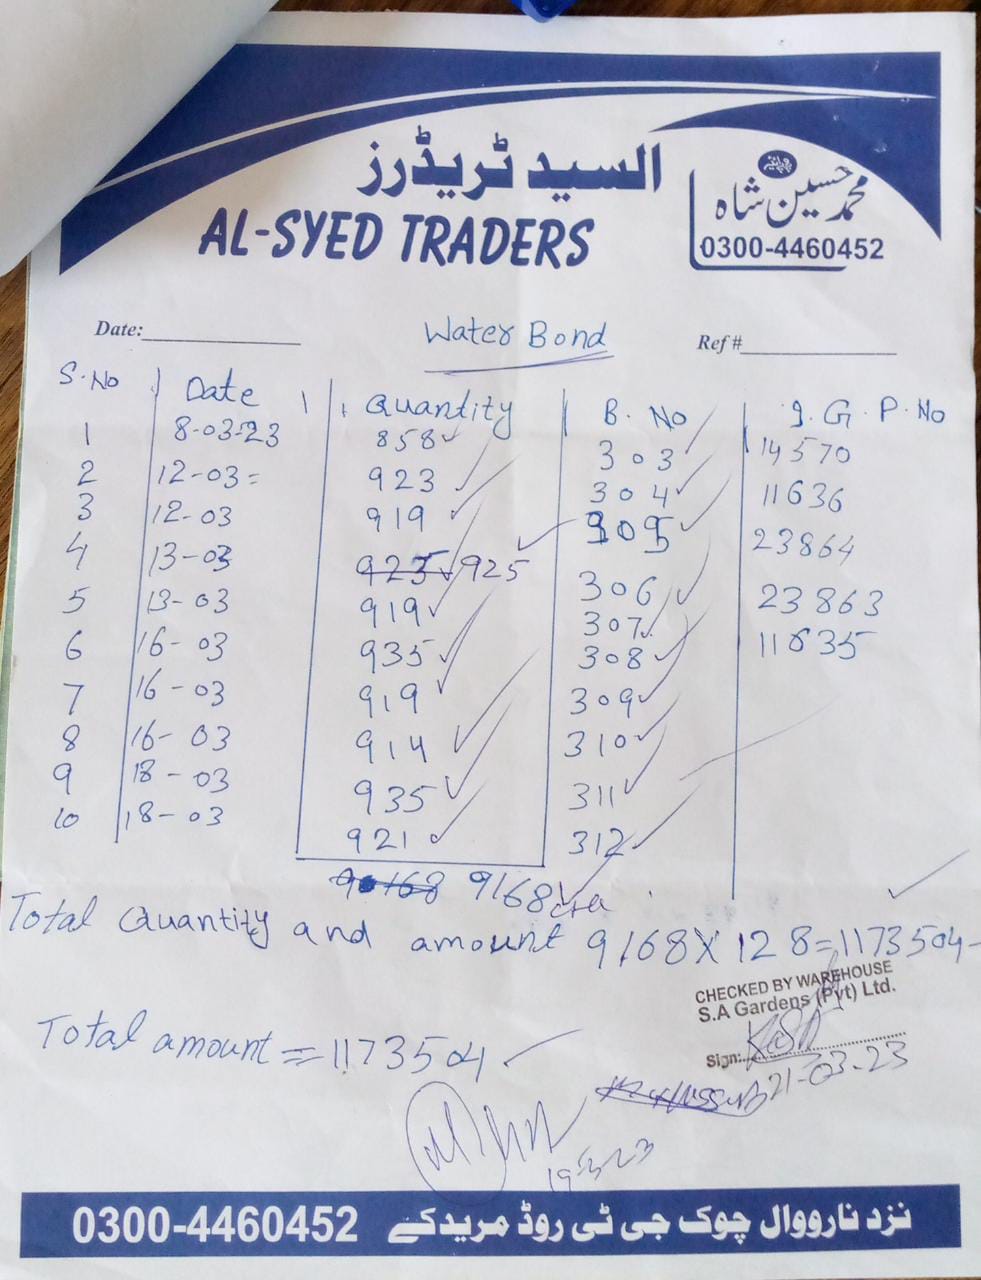 السید ٹریڈرز
محمد حسین شاہ
AL-SYED TRADERS
0300-4460452
Date:
Water Bond
Ref #
S.No Date Quantity B. No I. G. P. No
1 8-03-23 858 303 14570
2 12-03= 923 304 11636
3 12-03 919 305 23864
4 13-03 923 925 306 23863
5 13-03 919 307 11635
6 16-03 935 308
7 16-03 919 309
8 16-03 914 310
9 18-03 935 311
10 18-03 921 312
90168 9168
Total Quantity and amount 9168 X 128=1173504
CHECKED BY WAREHOUSE
S.A Gardens (Pvt) Ltd.
Sign:
Total amount = 1173504
21-03-23
19-3-23
0300-4460452 نزد نارووال چوک جی ٹی روڈ مریدکے